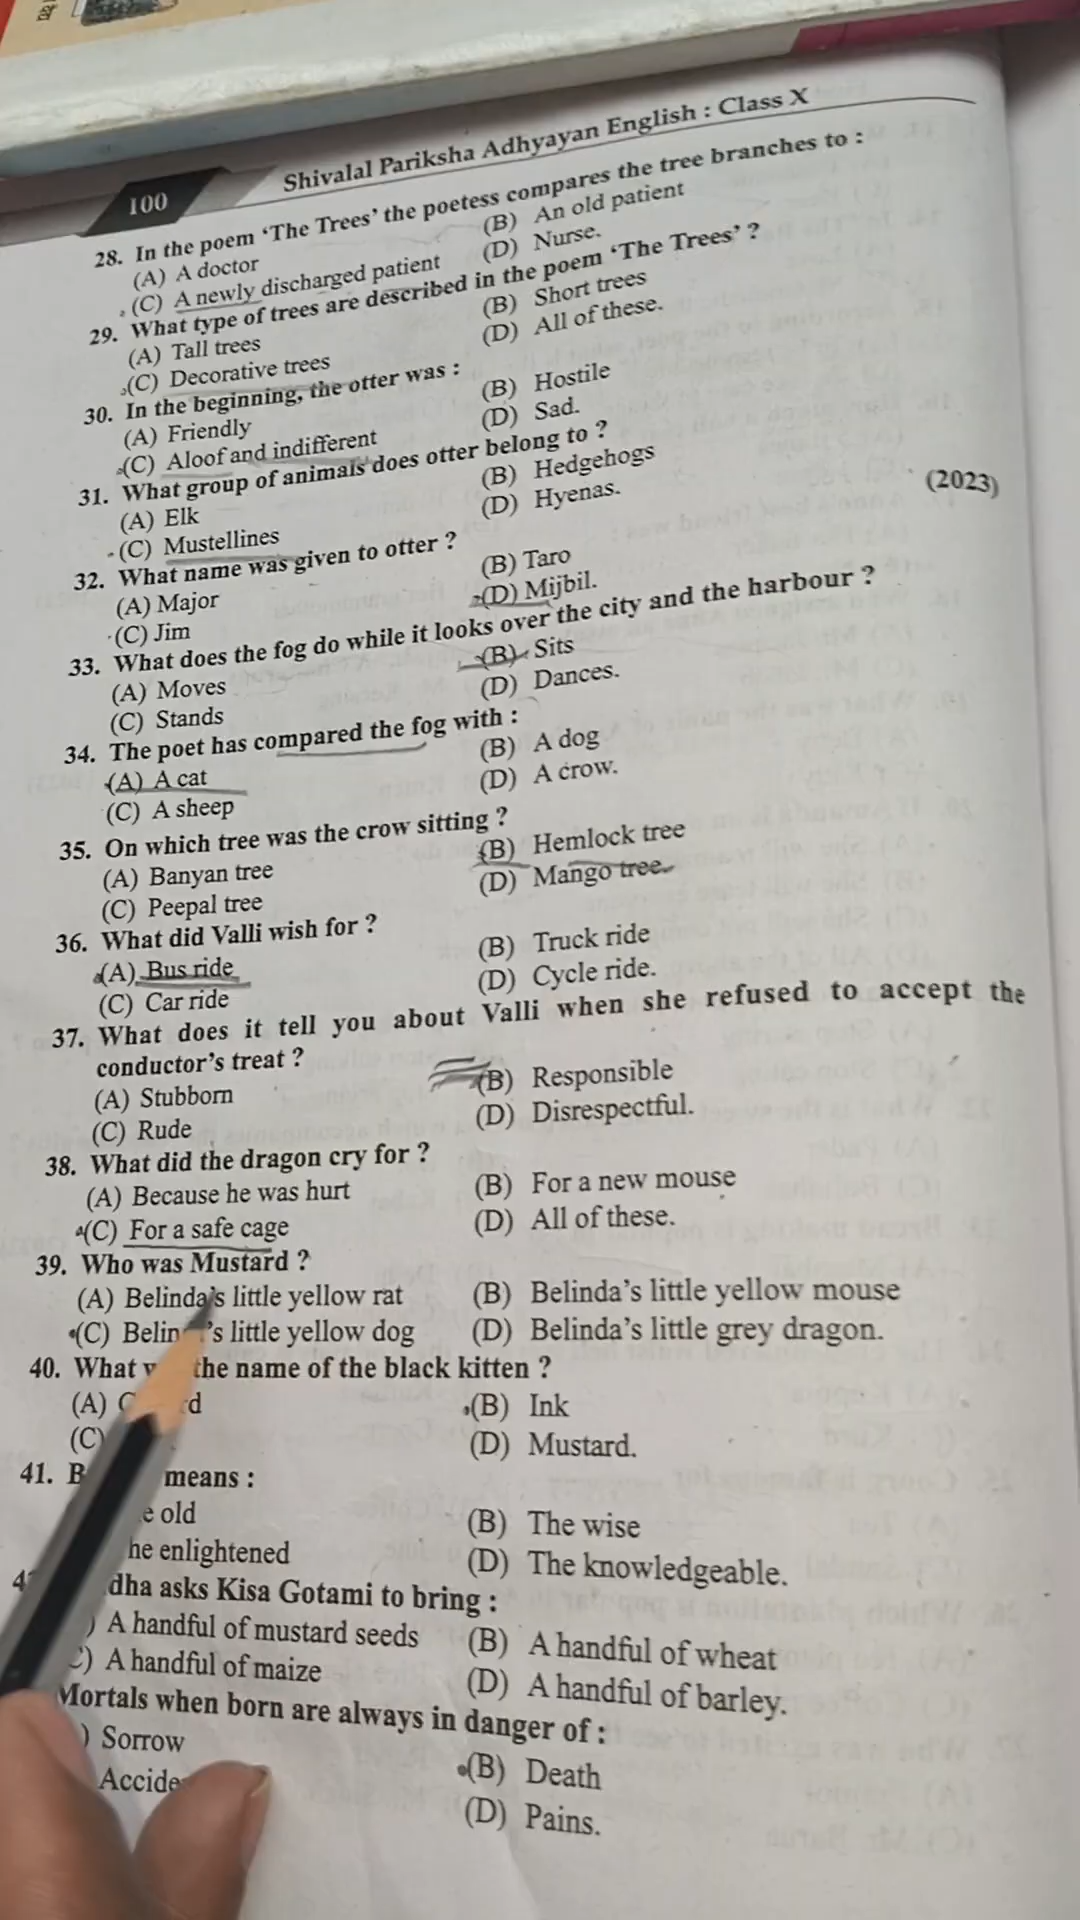 100
Shivalal Pariksha Adhyayan English : Class X
28. In the poem ‘The Trees’ the poetess compares the tree branches to :
(A) A doctor (B) An old patient
(C) A newly discharged patient (D) Nurse.
29. What type of trees are described in the poem ‘The Trees’ ?
(A) Tall trees (B) Short trees
(C) Decorative trees (D) All of these.
30. In the beginning, the otter was :
(A) Friendly (B) Hostile
(C) Aloof and indifferent (D) Sad.
31. What group of animals does otter belong to ?
(A) Elk (B) Hedgehogs
(C) Mustellines (D) Hyenas. (2023)
32. What name was given to otter ?
(A) Major (B) Taro
(C) Jim (D) Mijbil.
33. What does the fog do while it looks over the city and the harbour ?
(A) Moves (B) Sits
(C) Stands (D) Dances.
34. The poet has compared the fog with :
(A) A cat (B) A dog
(C) A sheep (D) A crow.
35. On which tree was the crow sitting ?
(A) Banyan tree (B) Hemlock tree
(C) Peepal tree (D) Mango tree.
36. What did Valli wish for ?
(A) Bus ride (B) Truck ride
(C) Car ride (D) Cycle ride.
37. What does it tell you about Valli when she refused to accept the
conductor’s treat ?
(A) Stubborn (B) Responsible
(C) Rude (D) Disrespectful.
38. What did the dragon cry for ?
(A) Because he was hurt (B) For a new mouse
(C) For a safe cage (D) All of these.
39. Who was Mustard ?
(A) Belinda’s little yellow rat (B) Belinda’s little yellow mouse
(C) little yellow dog (D) Belinda’s little grey dragon.
40. What the name of the black kitten ?
(A) (B) Ink
(C) (D) Mustard.
41. means :
old (B) The wise
enlightened (D) The knowledgeable.
asks Kisa Gotami to bring :
A handful of mustard seeds (B) A handful of wheat
A handful of maize (D) A handful of barley.
Mortals when born are always in danger of :
Sorrow (B) Death
(D) Pains.